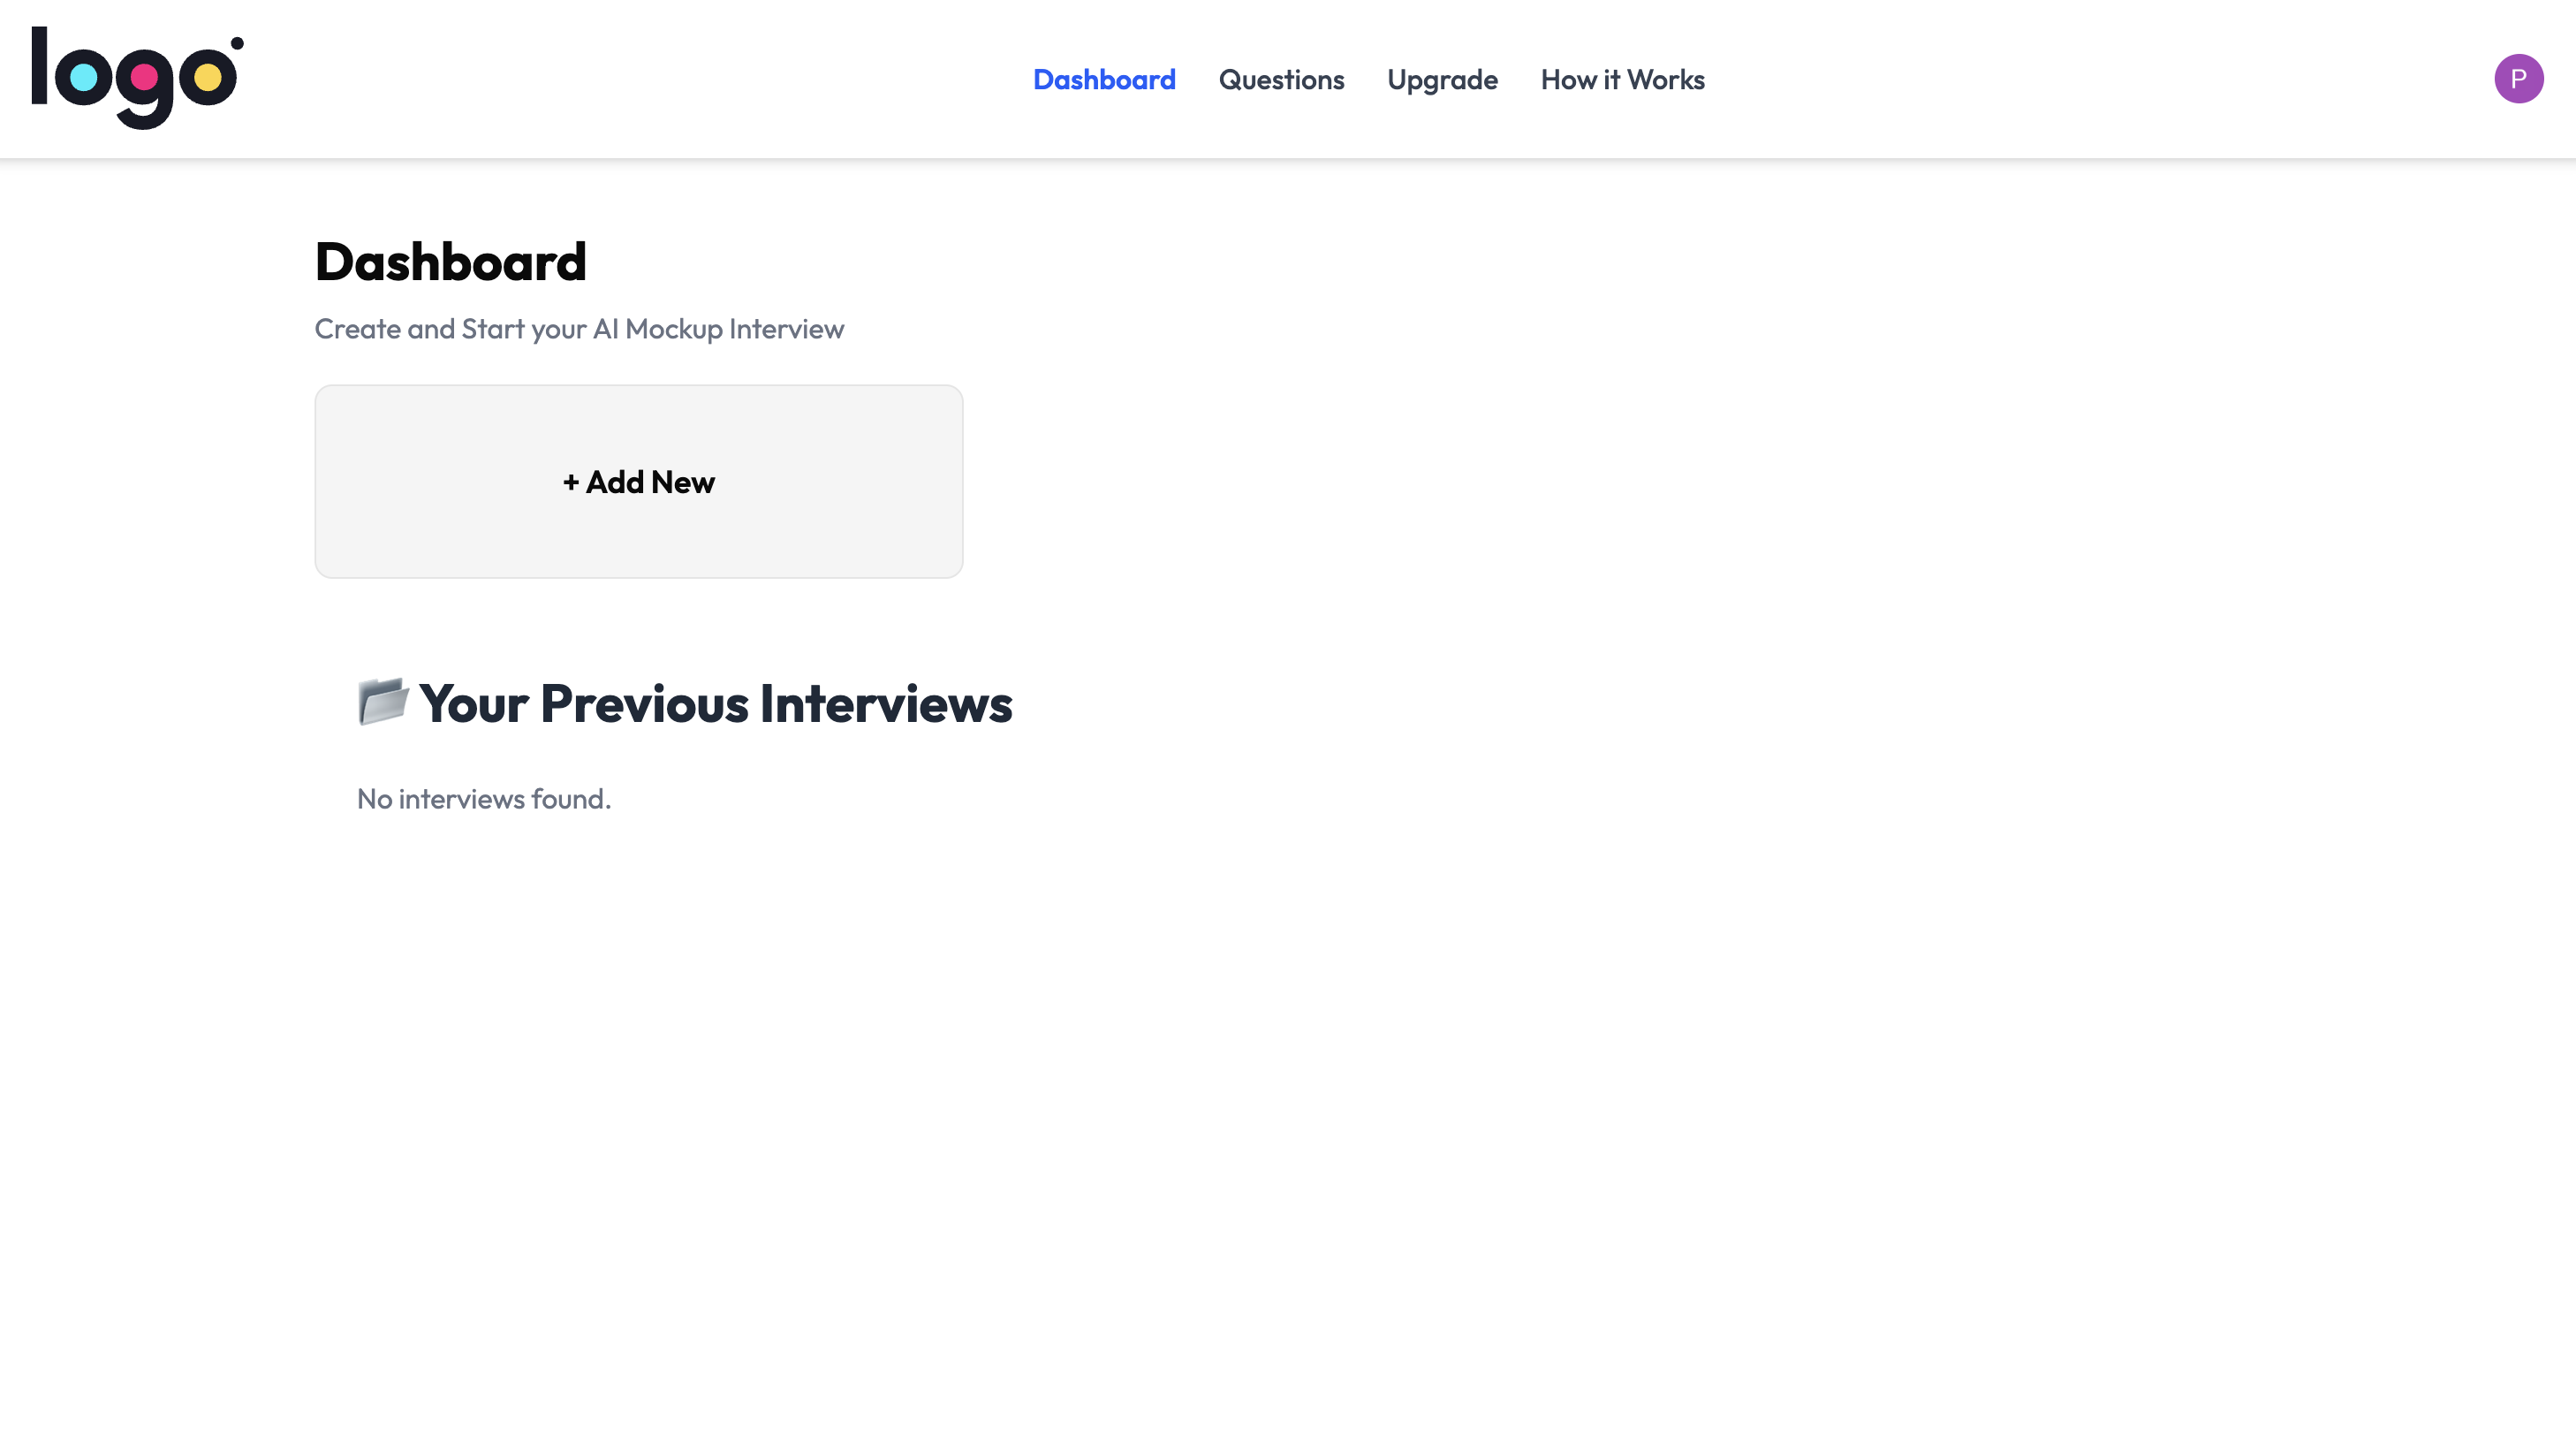 logo
Dashboard Questions Upgrade How it Works
P
Dashboard
Create and Start your AI Mockup Interview
+ Add New
📂 Your Previous Interviews
No interviews found.